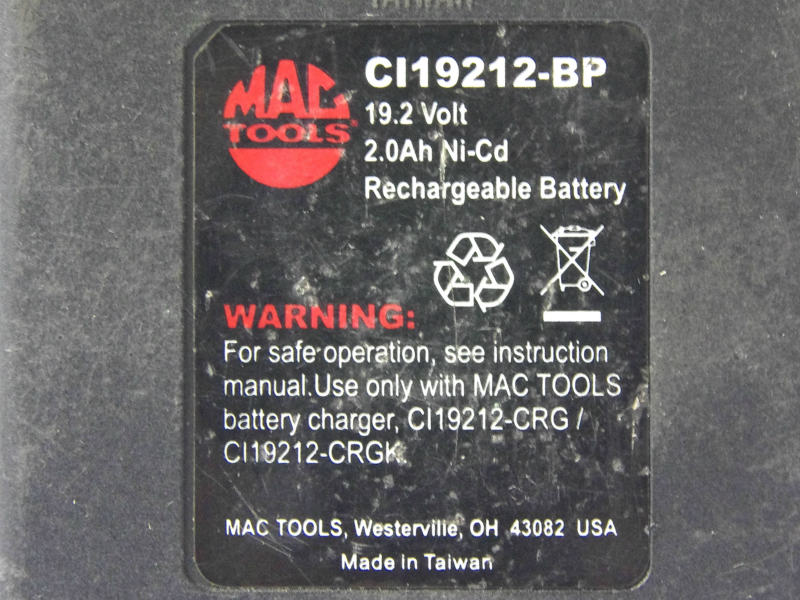 TAIWAN
MAC
TOOLS®
CI19212-BP
19.2 Volt
2.0Ah Ni-Cd
Rechargeable Battery
WARNING:
For safe operation, see instruction
manual.Use only with MAC TOOLS
battery charger, CI19212-CRG /
CI19212-CRGK.
MAC TOOLS, Westerville, OH 43082 USA
Made in Taiwan